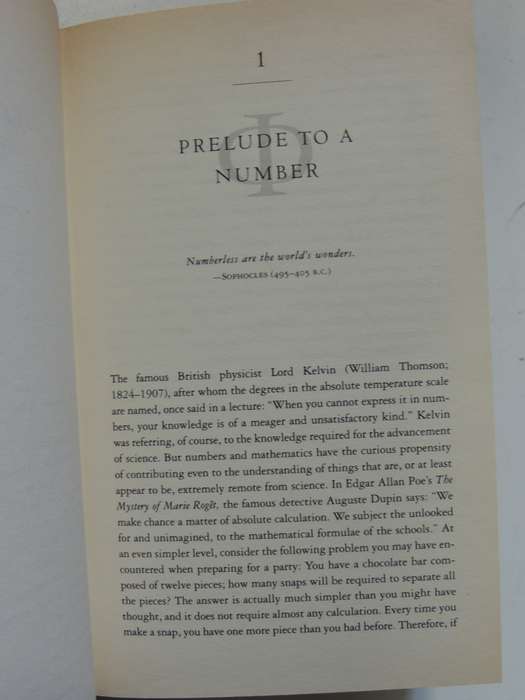 1
Φ
PRELUDE TO A
NUMBER
Numberless are the world's wonders.
—SOPHOCLES (495–405 B.C.)
The famous British physicist Lord Kelvin (William Thomson;
1824–1907), after whom the degrees in the absolute temperature scale
are named, once said in a lecture: "When you cannot express it in num-
bers, your knowledge is of a meager and unsatisfactory kind." Kelvin
was referring, of course, to the knowledge required for the advancement
of science. But numbers and mathematics have the curious propensity
of contributing even to the understanding of things that are, or at least
appear to be, extremely remote from science. In Edgar Allan Poe's The
Mystery of Marie Rogêt, the famous detective Auguste Dupin says: "We
make chance a matter of absolute calculation. We subject the unlooked
for and unimagined, to the mathematical formulae of the schools." At
an even simpler level, consider the following problem you may have en-
countered when preparing for a party: You have a chocolate bar com-
posed of twelve pieces; how many snaps will be required to separate all
the pieces? The answer is actually much simpler than you might have
thought, and it does not require almost any calculation. Every time you
make a snap, you have one more piece than you had before. Therefore, if